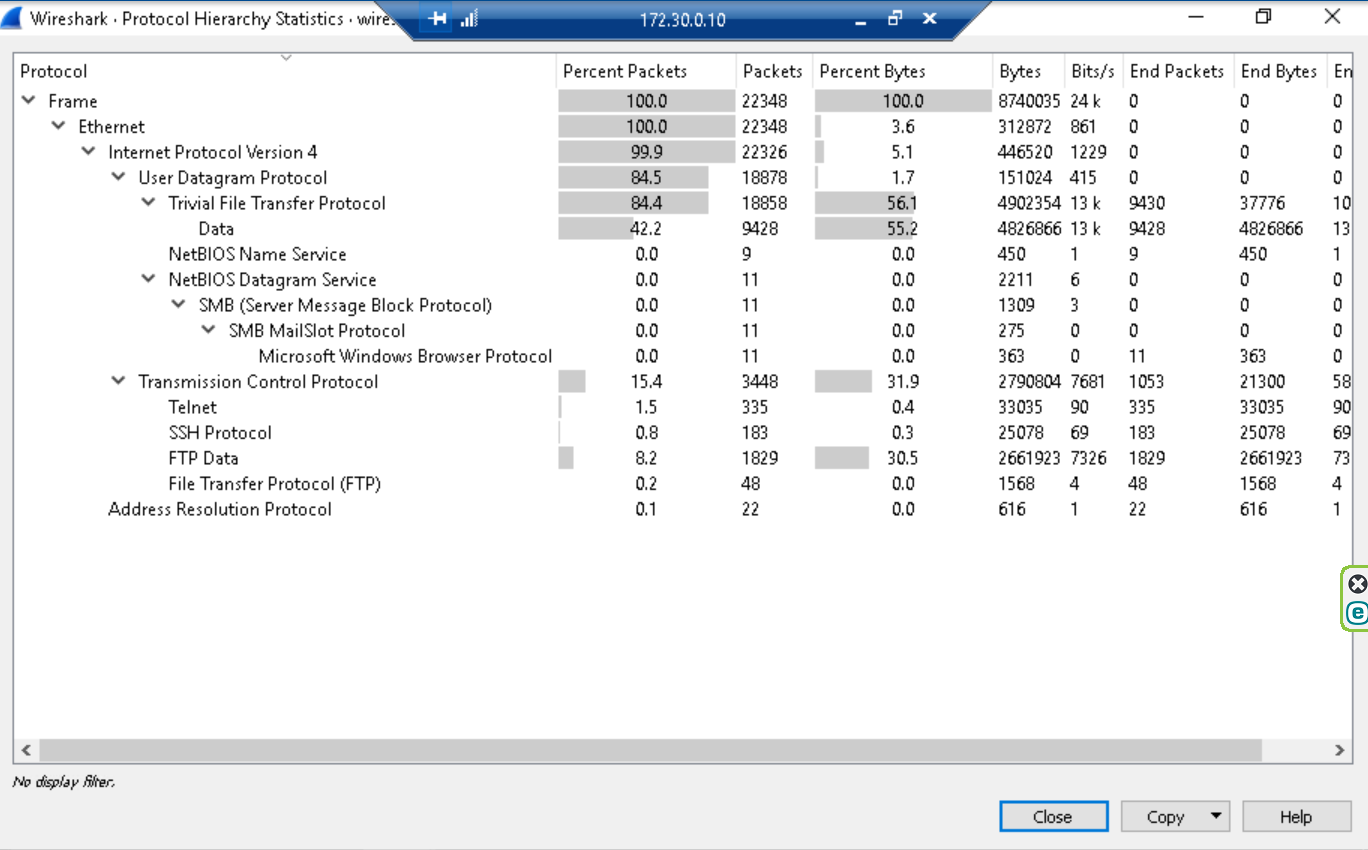 Wireshark · Protocol Hierarchy Statistics · wire
172.30.0.10
Protocol Percent Packets Packets Percent Bytes Bytes Bits/s End Packets End Bytes En
Frame 100.0 22348 100.0 8740035 24 k 0 0 0
Ethernet 100.0 22348 3.6 312872 861 0 0 0
Internet Protocol Version 4 99.9 22326 5.1 446520 1229 0 0 0
User Datagram Protocol 84.5 18878 1.7 151024 415 0 0 0
Trivial File Transfer Protocol 84.4 18858 56.1 4902354 13 k 9430 37776 10
Data 42.2 9428 55.2 4826866 13 k 9428 4826866 13
NetBIOS Name Service 0.0 9 0.0 450 1 9 450 1
NetBIOS Datagram Service 0.0 11 0.0 2211 6 0 0 0
SMB (Server Message Block Protocol) 0.0 11 0.0 1309 3 0 0 0
SMB MailSlot Protocol 0.0 11 0.0 275 0 0 0 0
Microsoft Windows Browser Protocol 0.0 11 0.0 363 0 11 363 0
Transmission Control Protocol 15.4 3448 31.9 2790804 7681 1053 21300 58
Telnet 1.5 335 0.4 33035 90 335 33035 90
SSH Protocol 0.8 183 0.3 25078 69 183 25078 69
FTP Data 8.2 1829 30.5 2661923 7326 1829 2661923 73
File Transfer Protocol (FTP) 0.2 48 0.0 1568 4 48 1568 4
Address Resolution Protocol 0.1 22 0.0 616 1 22 616 1
e
No display filter.
Close Copy Help